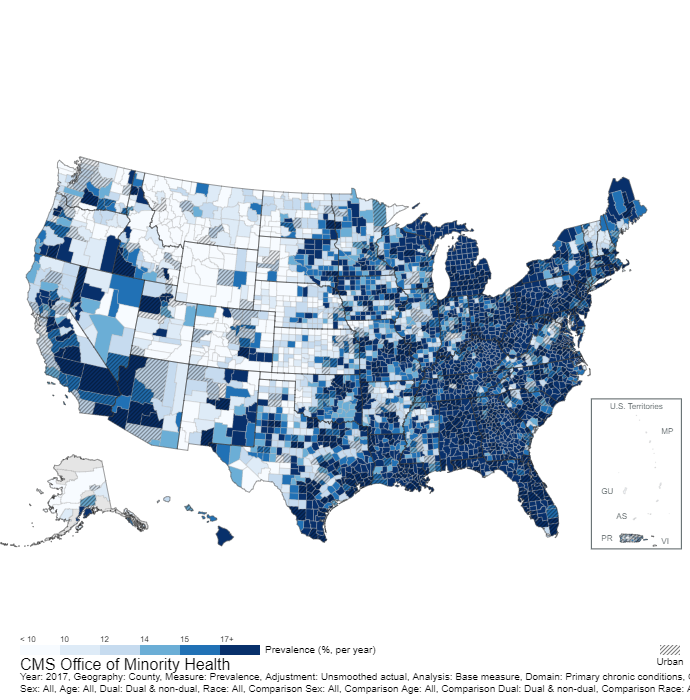 U.S. Territories
MP
GU
AS
PR
VI
< 10 10 12 14 15 17+
Prevalence (%, per year)
Urban
CMS Office of Minority Health
Year: 2017, Geography: County, Measure: Prevalence, Adjustment: Unsmoothed actual, Analysis: Base measure, Domain: Primary chronic conditions,
Sex: All, Age: All, Dual: Dual & non-dual, Race: All, Comparison Sex: All, Comparison Age: All, Comparison Dual: Dual & non-dual, Comparison Race: